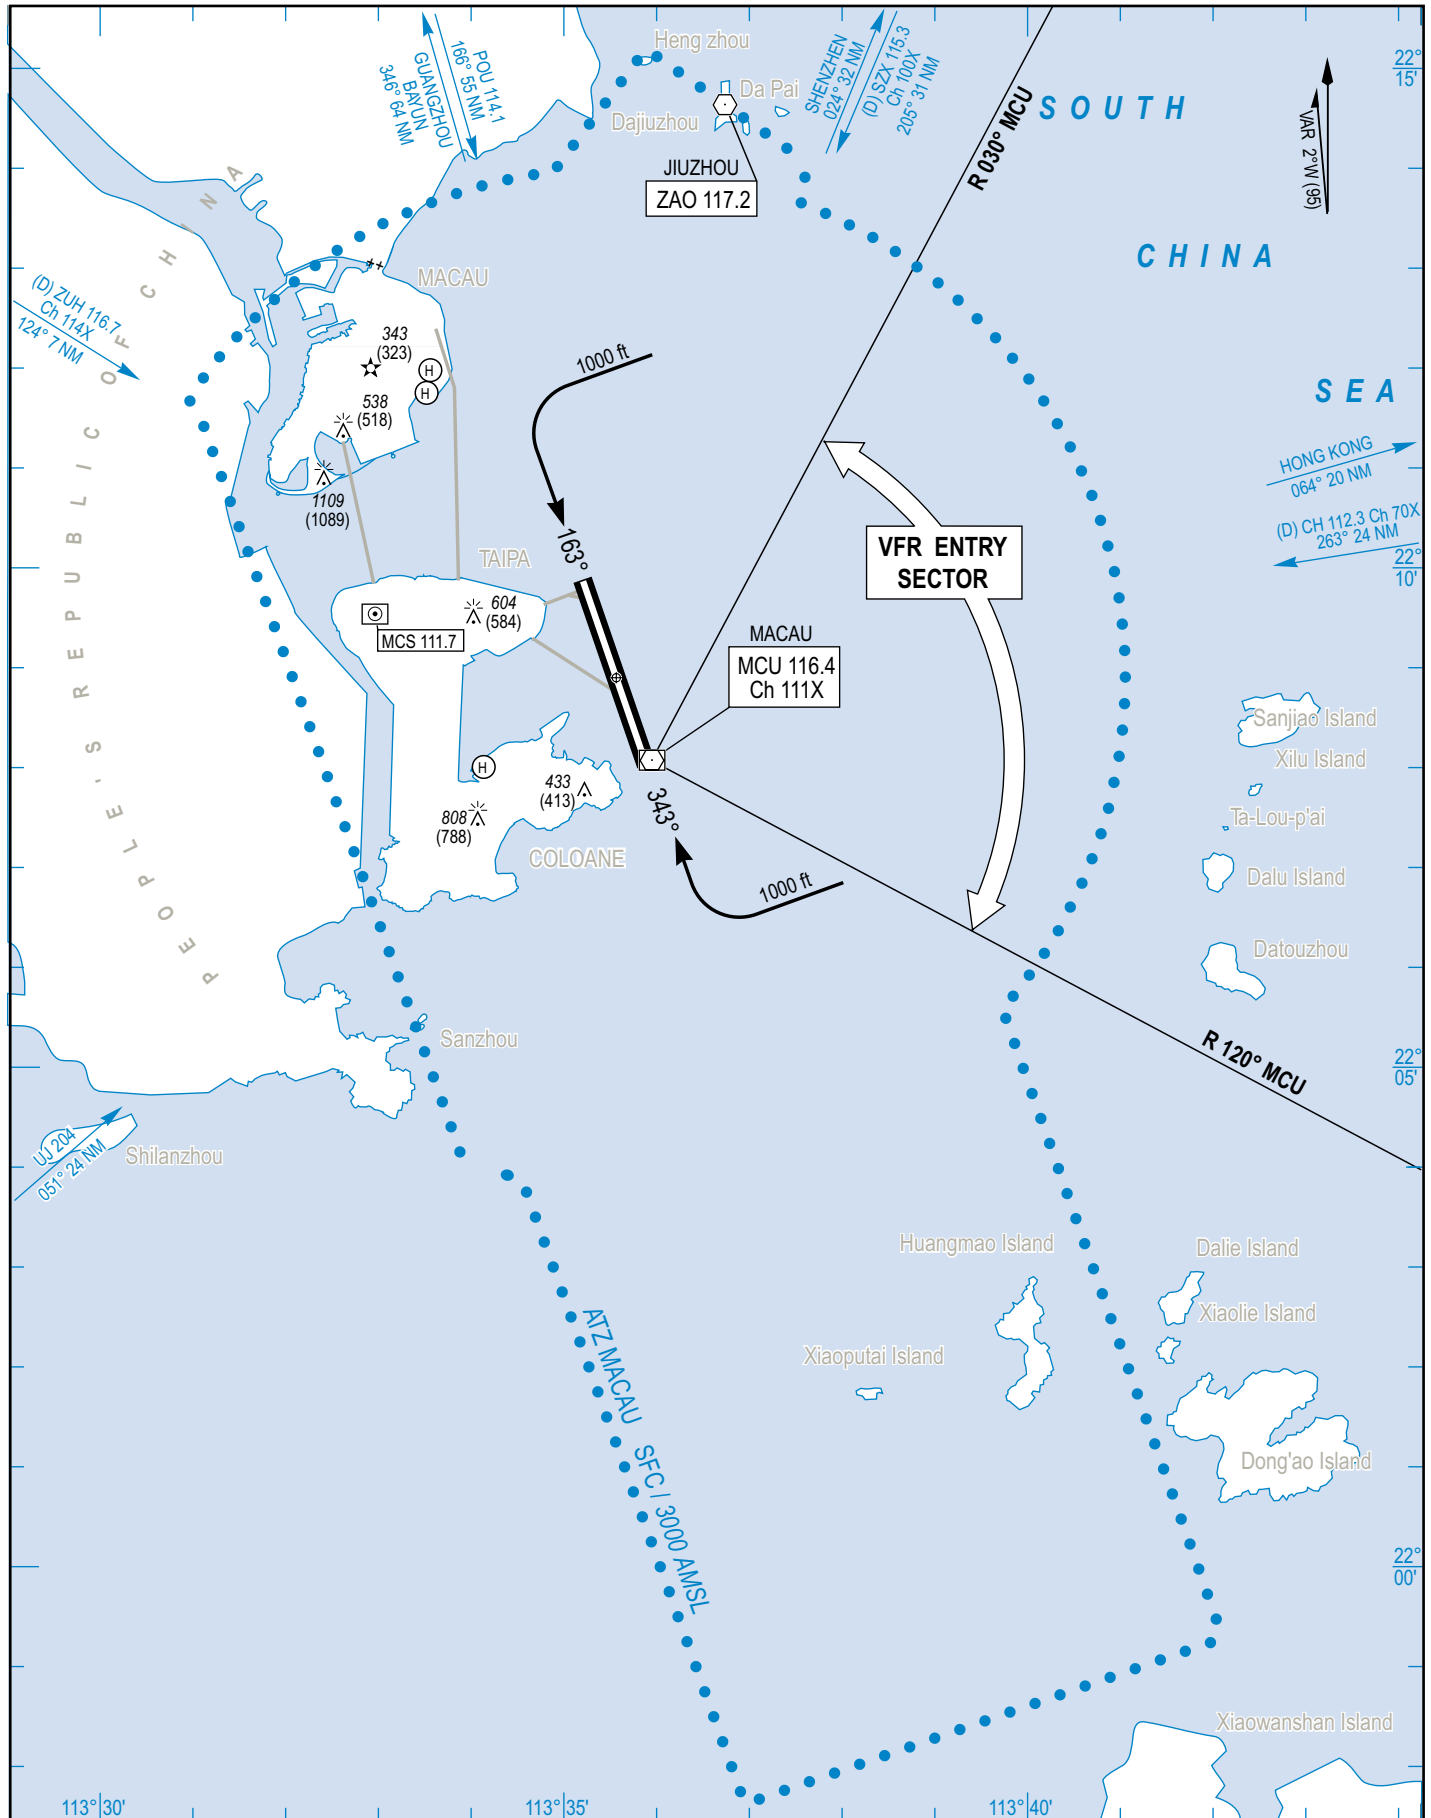 Heng zhou
Da Pai
Dajiuzhou
POU 114.1
166° 55 NM
GUANGZHOU
BAYUN
346° 64 NM
SHENZHEN
024° 32 NM
(D) SZX 115.3
Ch 100X
205° 31 NM
R 030° MCU
SOUTH
CHINA
SEA
VAR 2°W (95)
22°
15'
JIUZHOU
ZAO 117.2
PEOPLE'S REPUBLIC OF CHINA
(D) ZUH 116.7
Ch 114X
124° 7 NM
MACAU
343
(323)
H
H
538
(518)
1109
(1089)
1000 ft
163°
HONG KONG
064° 20 NM
(D) CH 112.3 Ch 70X
263° 24 NM
VFR ENTRY
SECTOR
22°
10'
TAIPA
604
(584)
MCS 111.7
MACAU
MCU 116.4
Ch 111X
Sanjiao Island
Xilu Island
Ta-Lou-p'ai
Dalu Island
Datouzhou
H
433
(413)
808
(788)
343°
COLOANE
1000 ft
Sanzhou
R 120° MCU
22°
05'
UJ 204
051° 24 NM
Shilanzhou
Huangmao Island
Dalie Island
Xiaolie Island
Xiaoputai Island
Dong'ao Island
ATZ MACAU SFC / 3000 AMSL
22°
00'
Xiaowanshan Island
113°30'
113°35'
113°40'